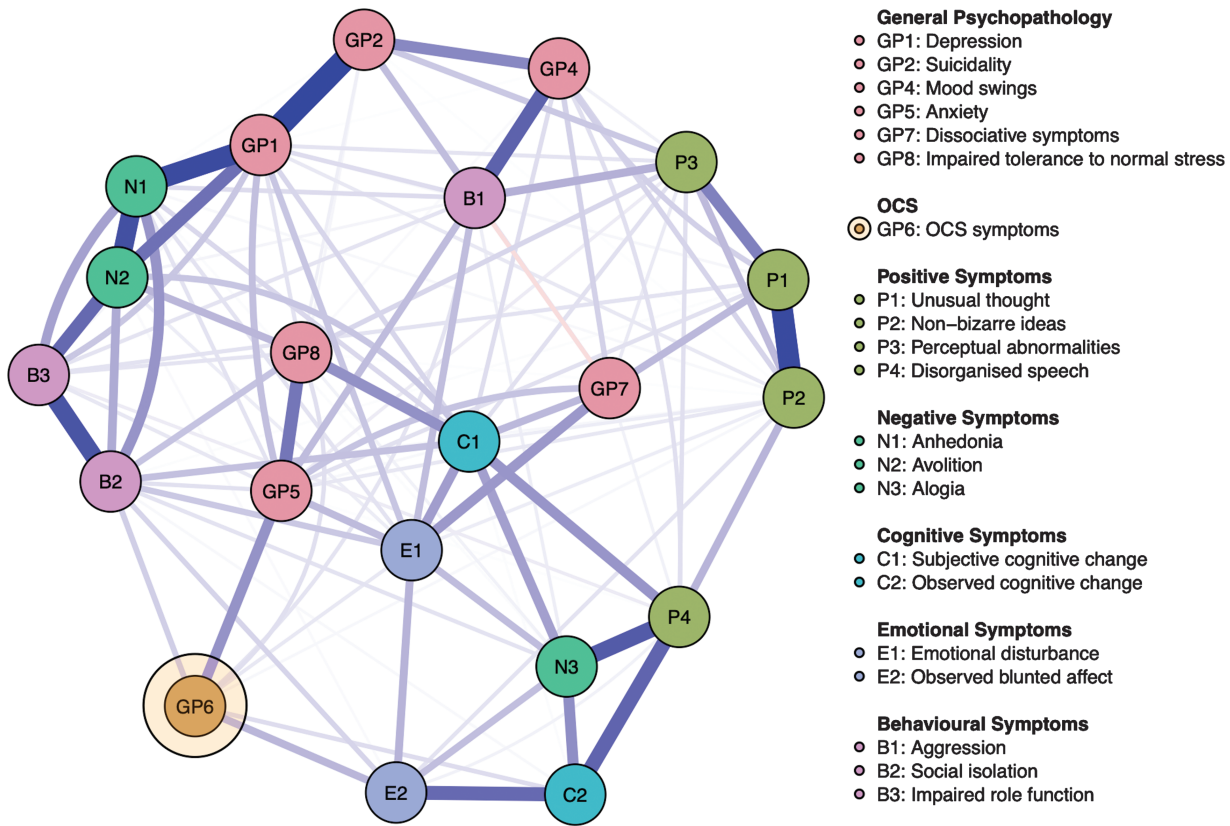 GP2
GP4
GP1
P3
N1
B1
N2
P1
GP8
B3
GP7
P2
C1
B2
GP5
E1
P4
N3
GP6
E2
C2
General Psychopathology
GP1: Depression
GP2: Suicidality
GP4: Mood swings
GP5: Anxiety
GP7: Dissociative symptoms
GP8: Impaired tolerance to normal stress
OCS
GP6: OCS symptoms
Positive Symptoms
P1: Unusual thought
P2: Non−bizarre ideas
P3: Perceptual abnormalities
P4: Disorganised speech
Negative Symptoms
N1: Anhedonia
N2: Avolition
N3: Alogia
Cognitive Symptoms
C1: Subjective cognitive change
C2: Observed cognitive change
Emotional Symptoms
E1: Emotional disturbance
E2: Observed blunted affect
Behavioural Symptoms
B1: Aggression
B2: Social isolation
B3: Impaired role function